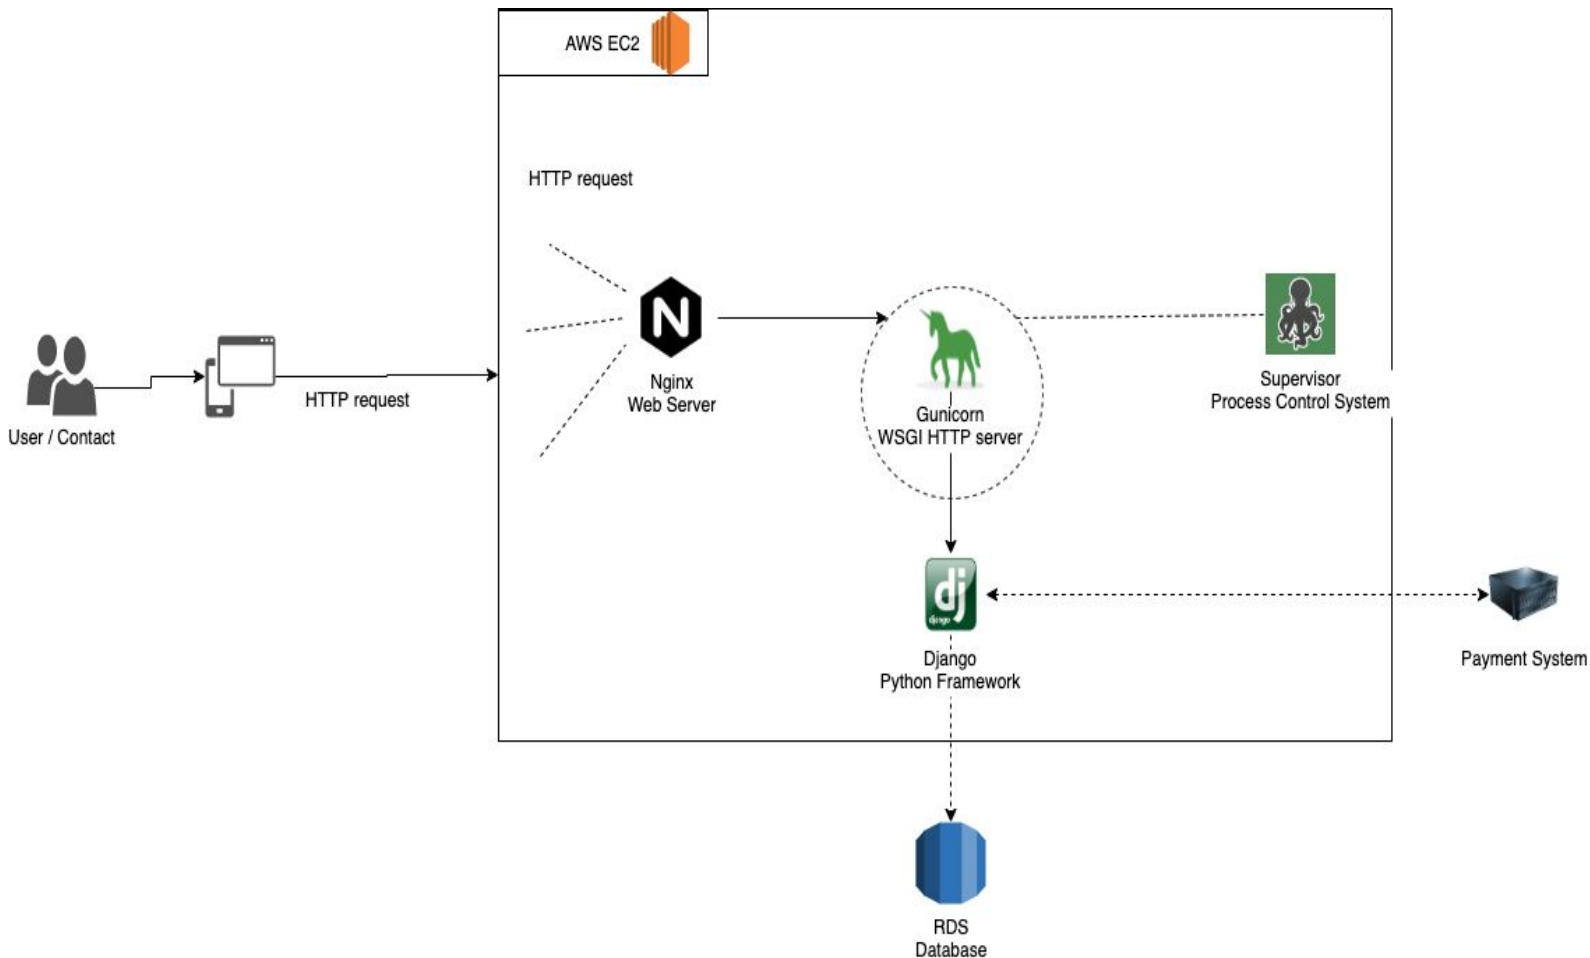 AWS EC2
HTTP request
N
Nginx
Web Server
HTTP request
User / Contact
Gunicorn
WSGI HTTP server
Supervisor
Process Control System
dj
django
Django
Python Framework
Payment System
RDS
Database